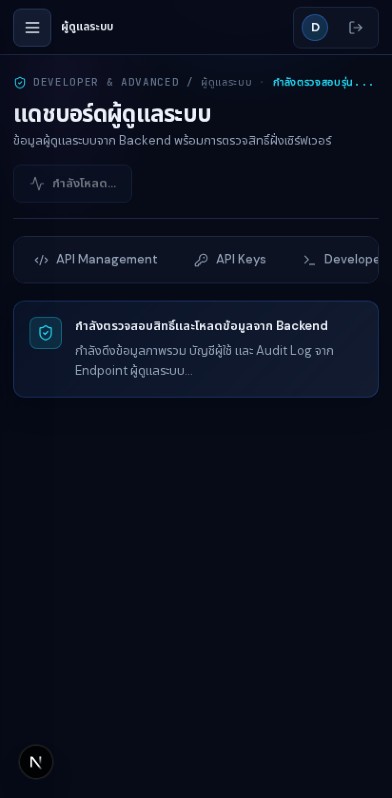 ผู้ดูแลระบบ
D
DEVELOPER & ADVANCED / ผู้ดูแลระบบ · กำลังตรวจสอบรุ่น...
แดชบอร์ดผู้ดูแลระบบ
ข้อมูลผู้ดูแลระบบจาก Backend พร้อมการตรวจสิทธิ์ฝั่งเซิร์ฟเวอร์
กำลังโหลด...
API Management API Keys Develope
กำลังตรวจสอบสิทธิ์และโหลดข้อมูลจาก Backend
กำลังดึงข้อมูลภาพรวม บัญชีผู้ใช้ และ Audit Log จาก
Endpoint ผู้ดูแลระบบ...
N